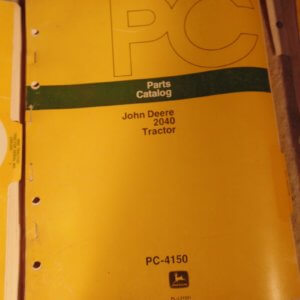 PC
Parts
Catalog
John Deere
2040
Tractor
PC-4150